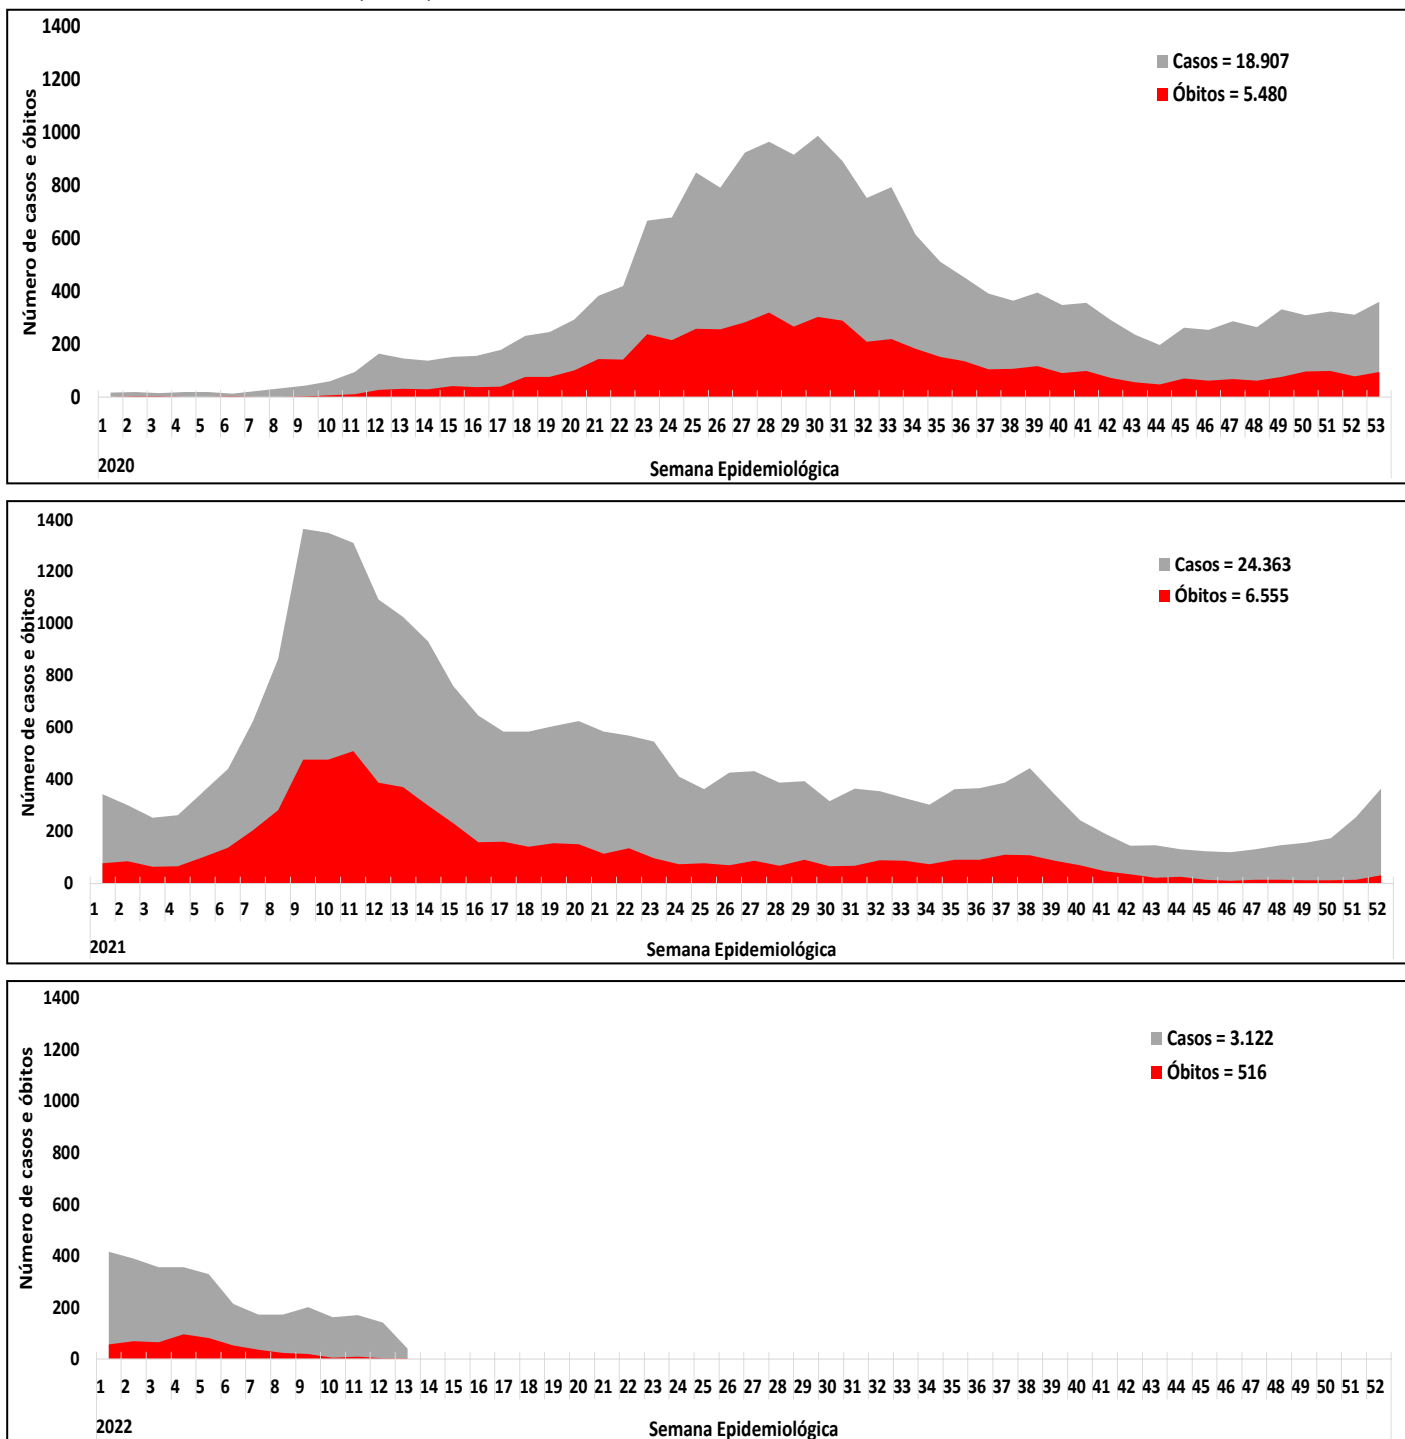 1400
1200
1000
800
600
400
200
0
Número de casos e óbitos
Casos = 18.907
Óbitos = 5.480
1 2 3 4 5 6 7 8 9 10 11 12 13 14 15 16 17 18 19 20 21 22 23 24 25 26 27 28 29 30 31 32 33 34 35 36 37 38 39 40 41 42 43 44 45 46 47 48 49 50 51 52 53
2020
Semana Epidemiológica
1400
1200
1000
800
600
400
200
0
Número de casos e óbitos
Casos = 24.363
Óbitos = 6.555
1 2 3 4 5 6 7 8 9 10 11 12 13 14 15 16 17 18 19 20 21 22 23 24 25 26 27 28 29 30 31 32 33 34 35 36 37 38 39 40 41 42 43 44 45 46 47 48 49 50 51 52
2021
Semana Epidemiológica
1400
1200
1000
800
600
400
200
0
Número de casos e óbitos
Casos = 3.122
Óbitos = 516
1 2 3 4 5 6 7 8 9 10 11 12 13 14 15 16 17 18 19 20 21 22 23 24 25 26 27 28 29 30 31 32 33 34 35 36 37 38 39 40 41 42 43 44 45 46 47 48 49 50 51 52
2022
Semana Epidemiológica